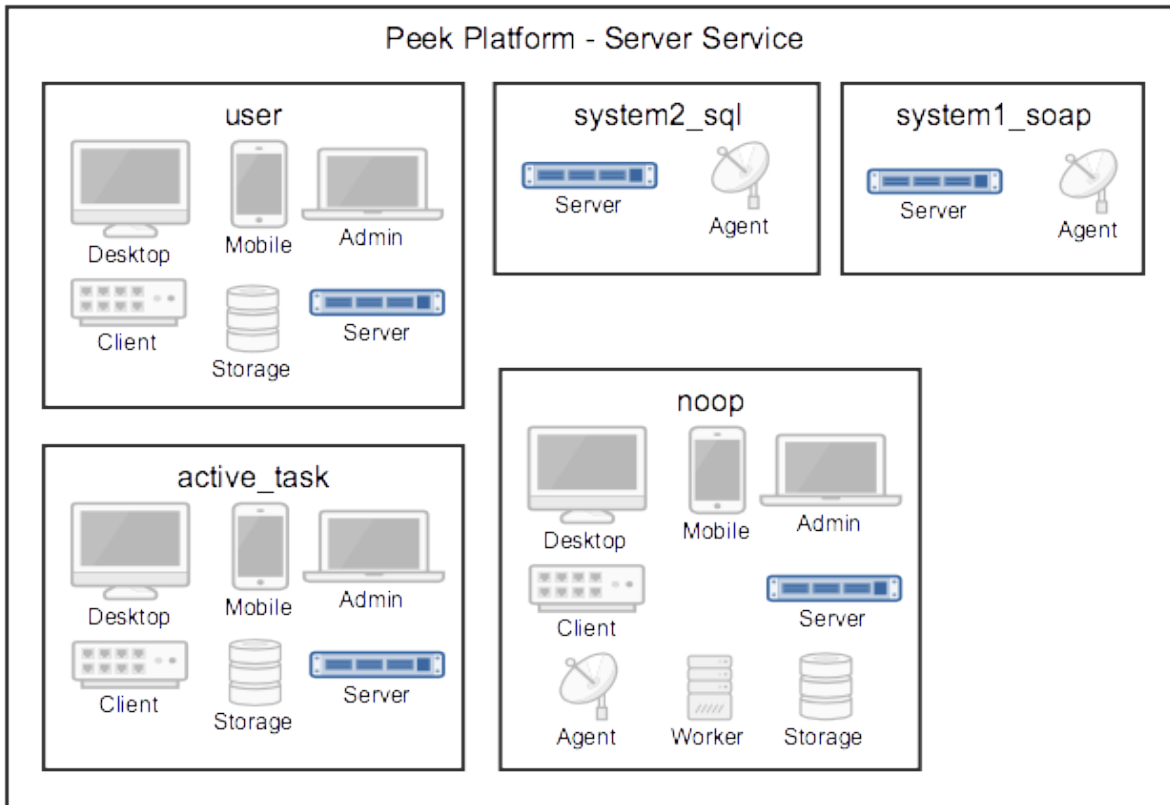 Peek Platform - Server Service
user
Desktop
Mobile
Admin
Client
Storage
Server
system2_sql
Server
Agent
system1_soap
Server
Agent
active_task
Desktop
Mobile
Admin
Client
Storage
Server
noop
Desktop
Mobile
Admin
Client
Server
Agent
Worker
Storage